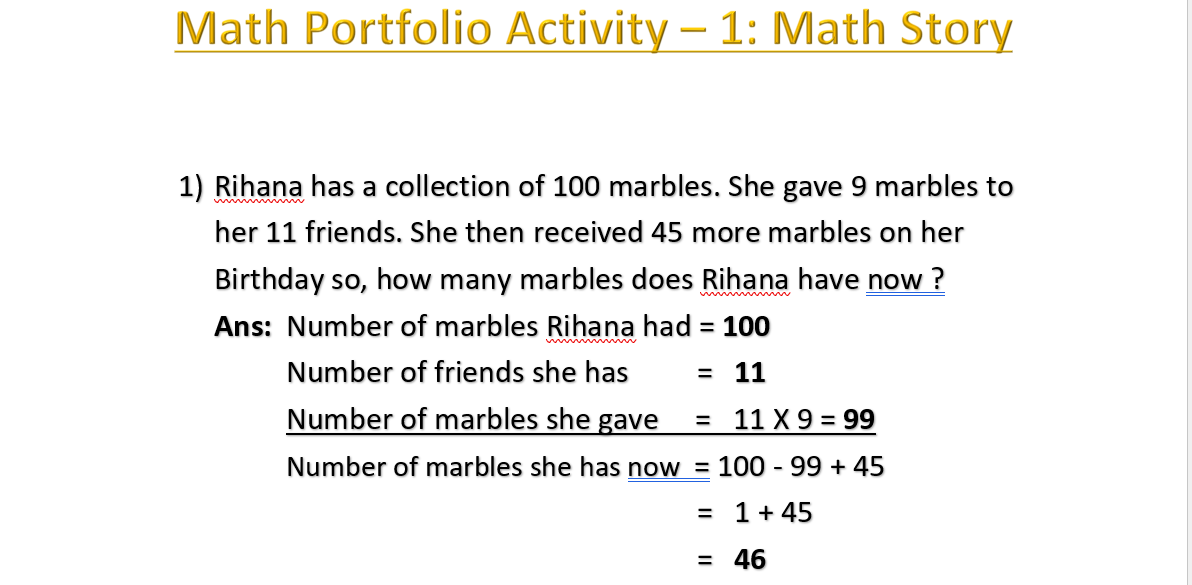 Math Portfolio Activity – 1: Math Story
1) Rihana has a collection of 100 marbles. She gave 9 marbles to
her 11 friends. She then received 45 more marbles on her
Birthday so, how many marbles does Rihana have now ?
Ans: Number of marbles Rihana had = 100
Number of friends she has = 11
Number of marbles she gave = 11 X 9 = 99
Number of marbles she has now = 100 - 99 + 45
= 1 + 45
= 46